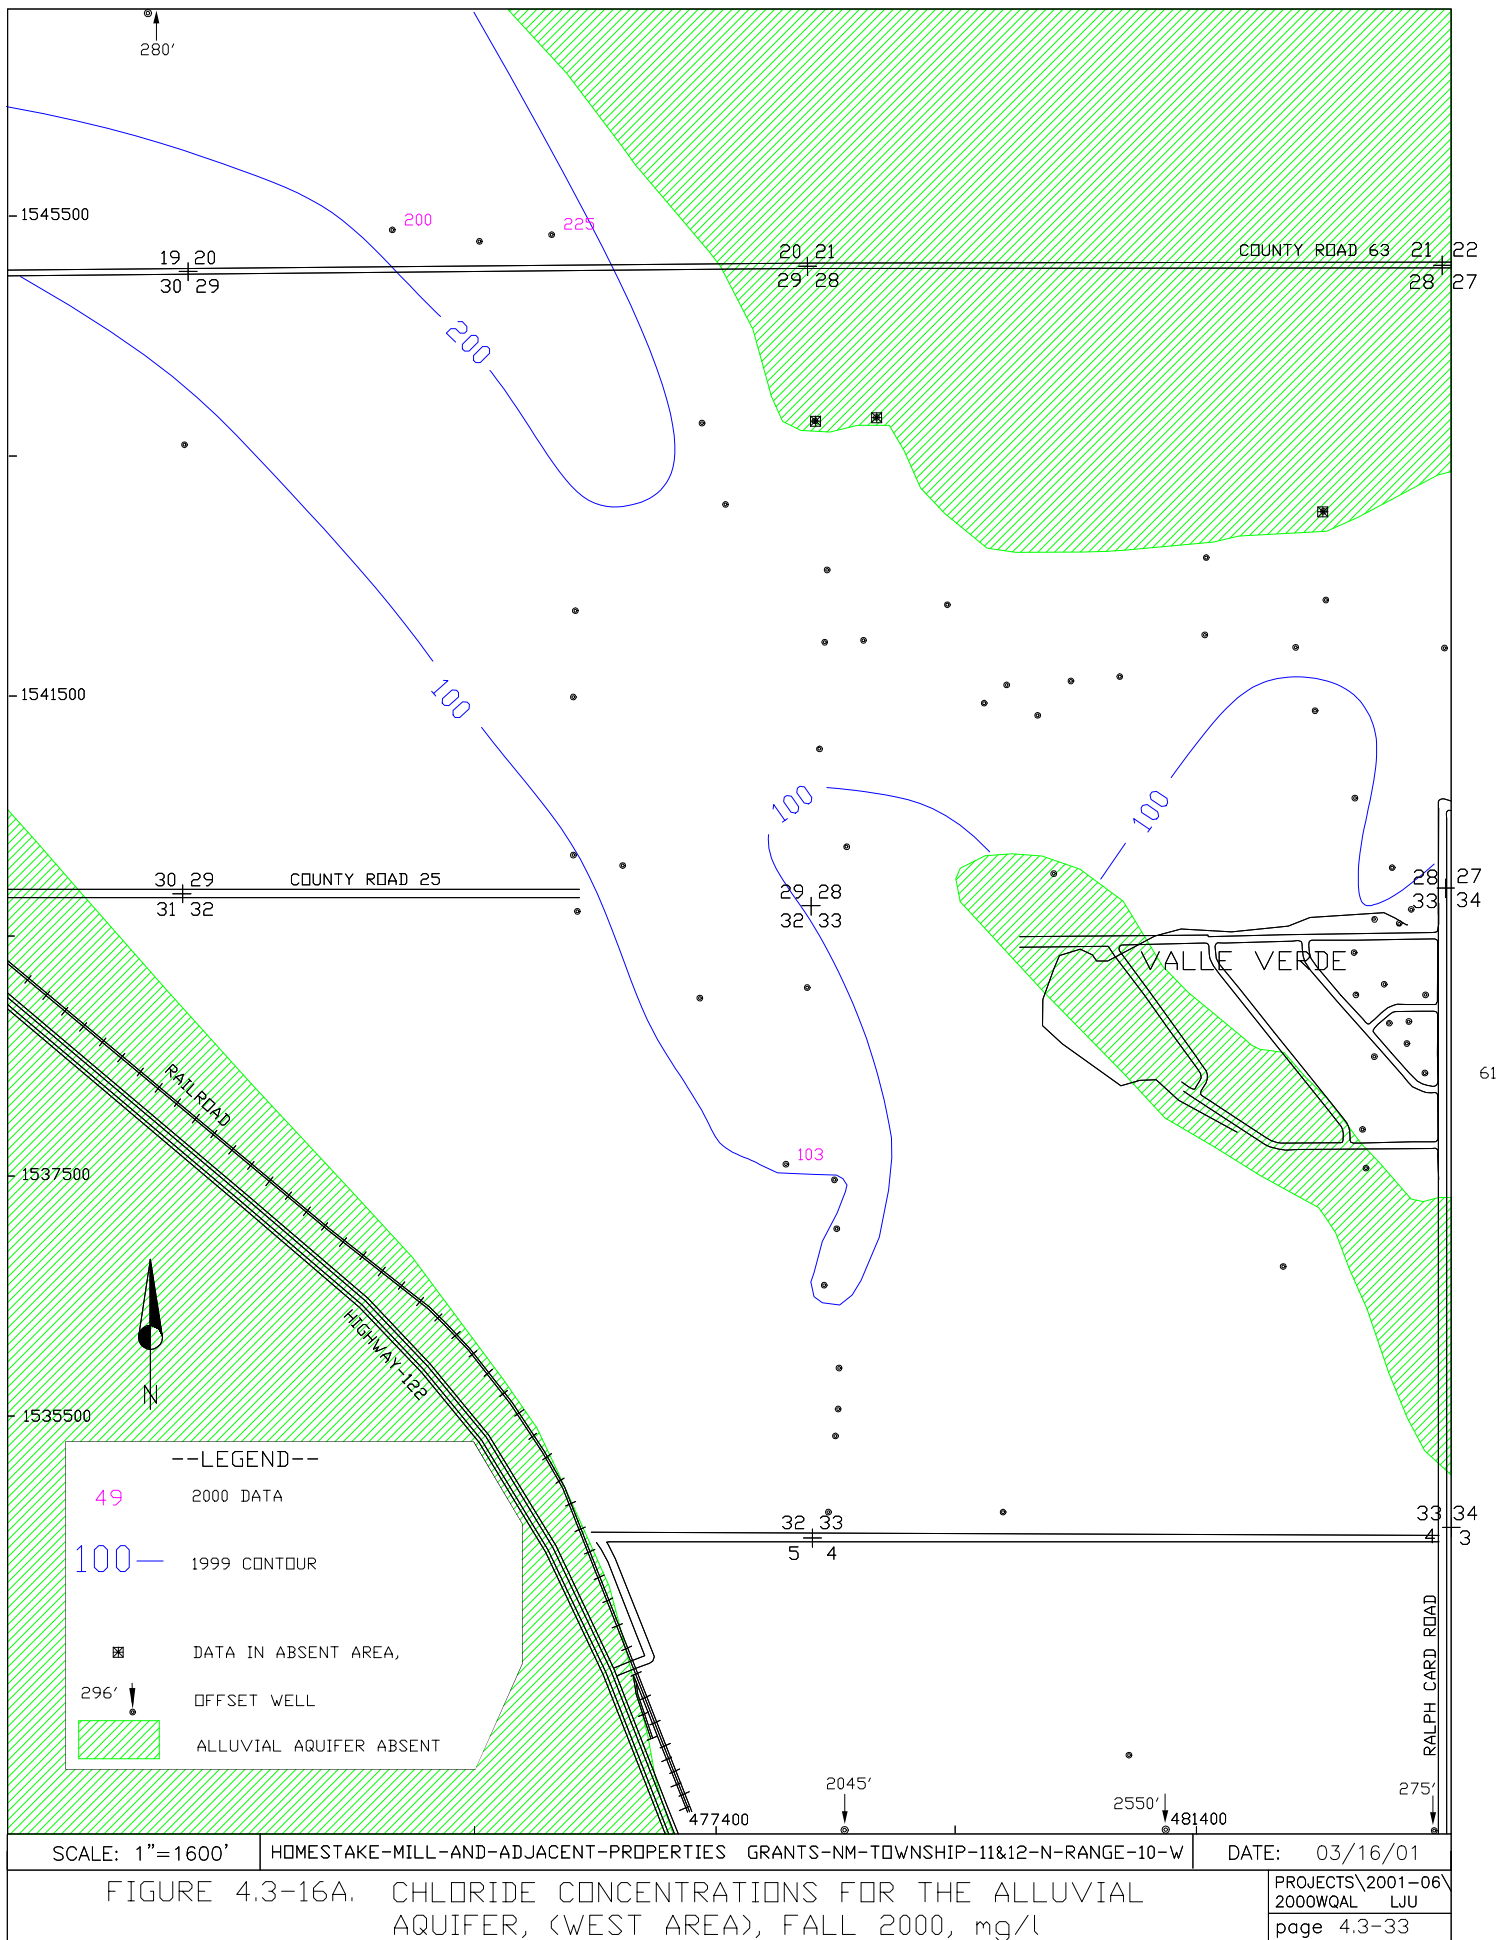 280'
1545500
200
225
19 20
30 29
20 21
29 28
COUNTY ROAD 63
21 22
28 27
200
1541500
100
100
100
30 29
31 32
COUNTY ROAD 25
29 28
32 33
28 27
33 34
VALLE VERDE
RAILROAD
61
103
1537500
HIGHWAY-122
N
1535500
--LEGEND--
49 2000 DATA
100 1999 CONTOUR
DATA IN ABSENT AREA,
296' OFFSET WELL
ALLUVIAL AQUIFER ABSENT
32 33
5 4
33 34
4 3
RALPH CARD ROAD
2045'
2550'
275'
477400
481400
SCALE: 1"=1600'
HOMESTAKE-MILL-AND-ADJACENT-PROPERTIES GRANTS-NM-TOWNSHIP-11&12-N-RANGE-10-W
DATE: 03/16/01
FIGURE 4.3-16A. CHLORIDE CONCENTRATIONS FOR THE ALLUVIAL
AQUIFER, (WEST AREA), FALL 2000, mg/l
PROJECTS\2001-06\
2000WQAL LJU
page 4.3-33